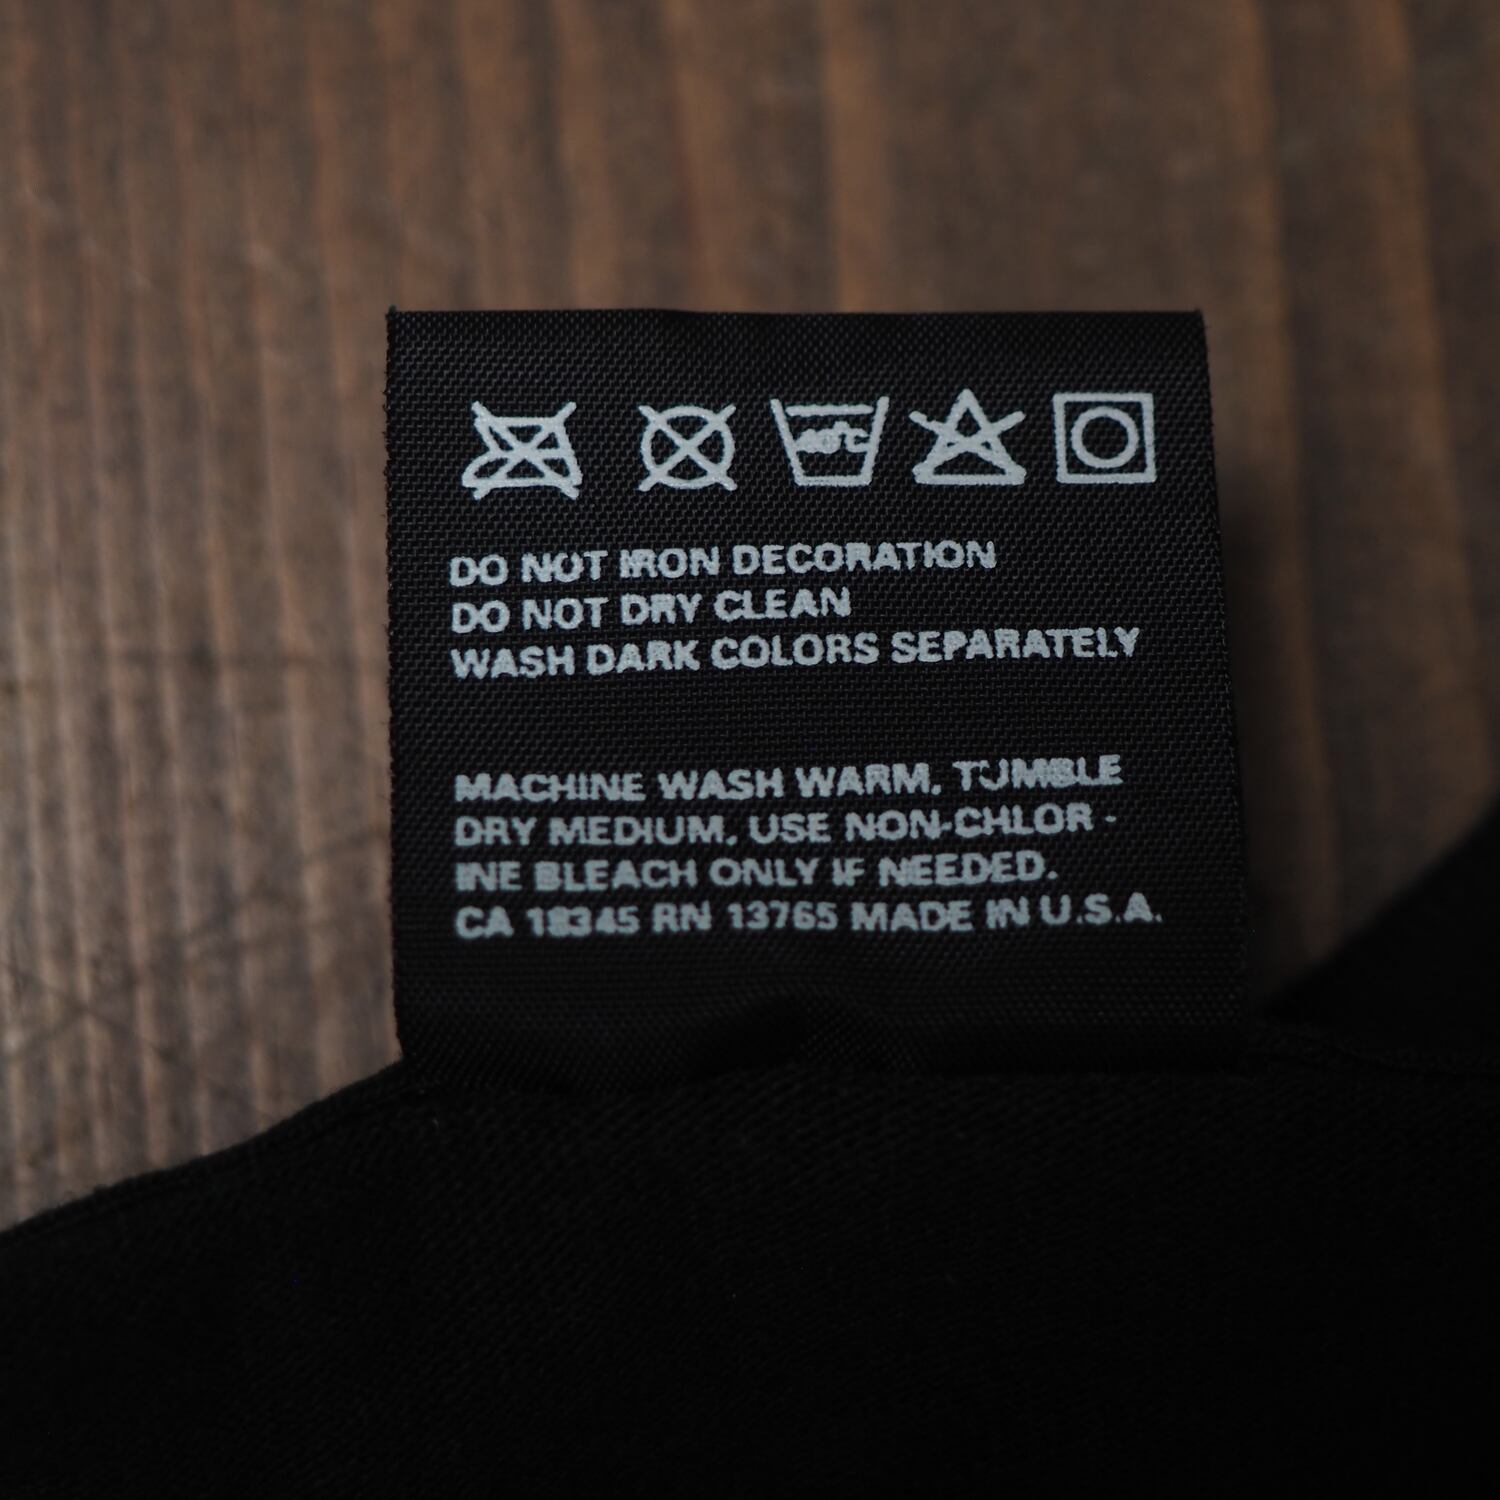 40°C
DO NOT IRON DECORATION
DO NOT DRY CLEAN
WASH DARK COLORS SEPARATELY
MACHINE WASH WARM, TUMBLE
DRY MEDIUM, USE NON-CHLOR -
INE BLEACH ONLY IF NEEDED.
CA 18345 RN 13765 MADE IN U.S.A.